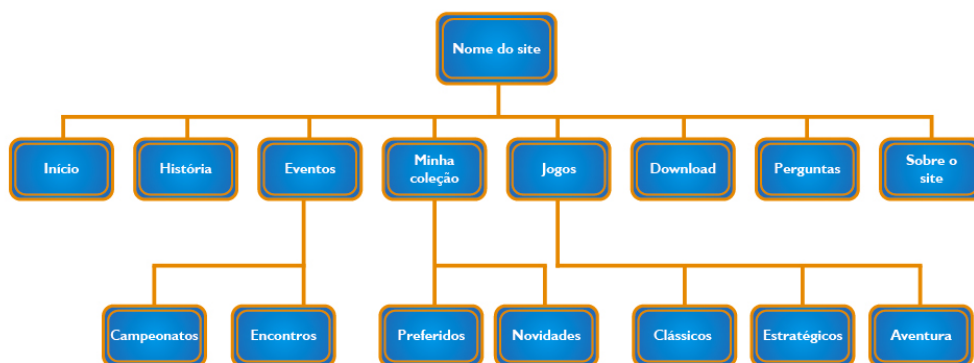 Nome do site
Início
História
Eventos
Minha
coleção
Jogos
Download
Perguntas
Sobre o
site
Campeonatos
Encontros
Preferidos
Novidades
Clássicos
Estratégicos
Aventura